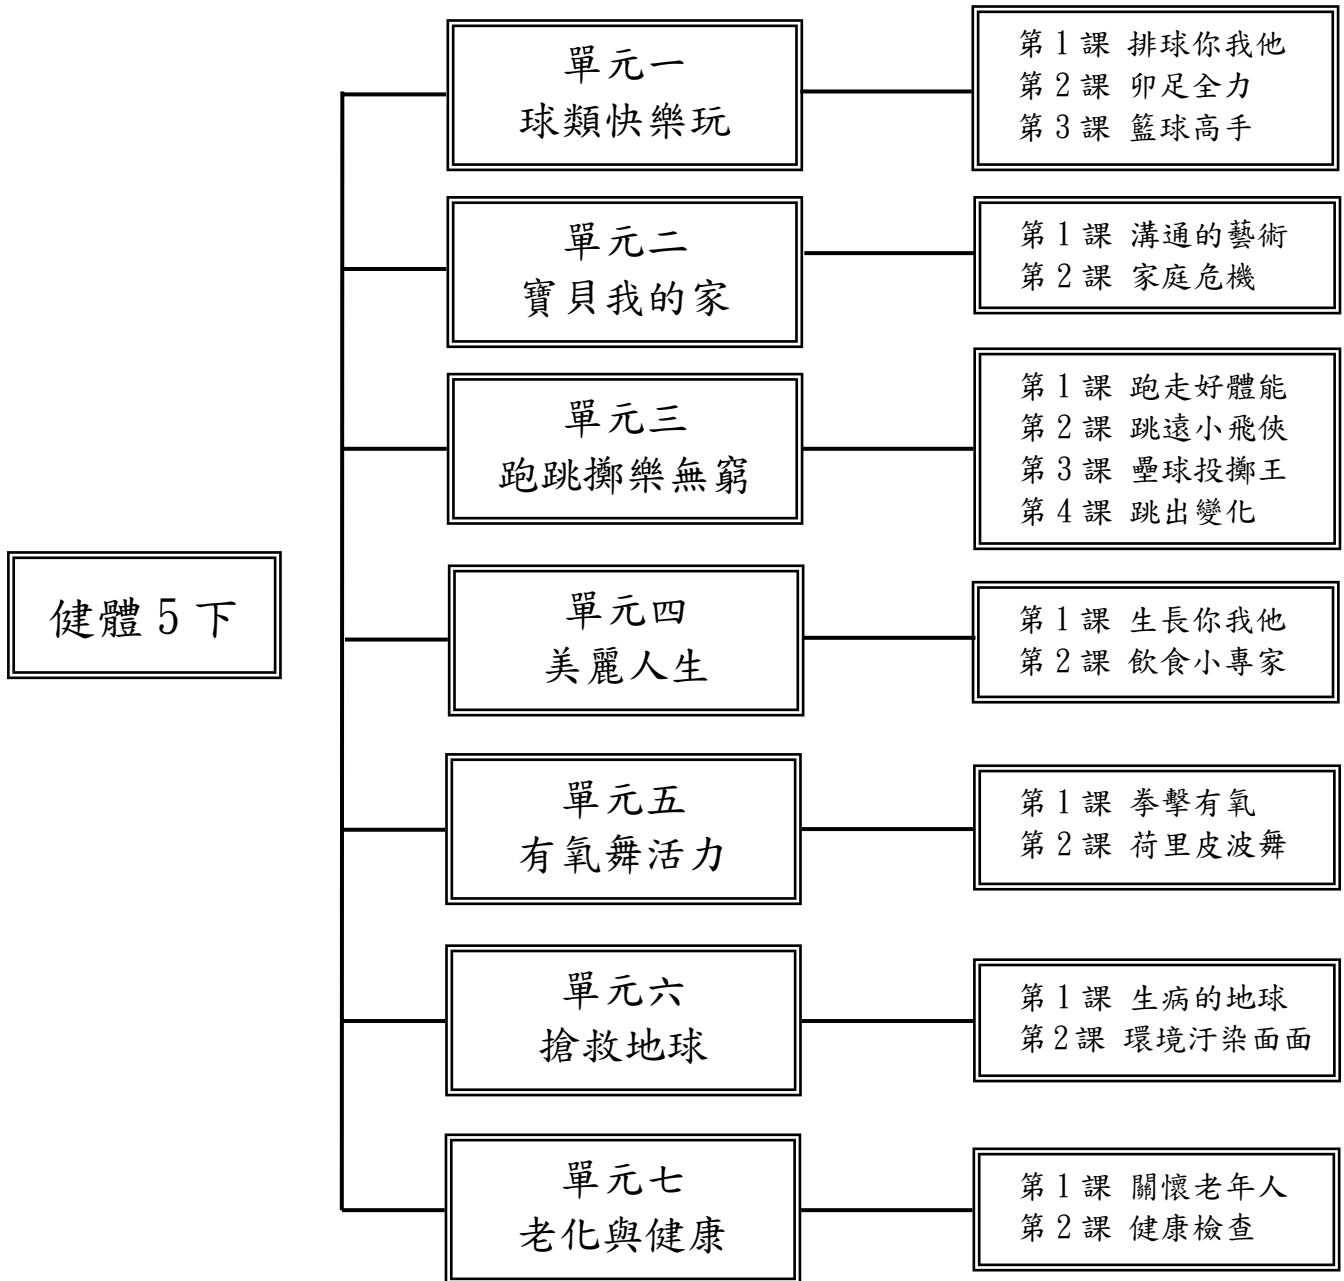 健體5下
單元一
球類快樂玩
第1課 排球你我他
第2課 卯足全力
第3課 籃球高手
單元二
寶貝我的家
第1課 溝通的藝術
第2課 家庭危機
單元三
跑跳擲樂無窮
第1課 跑走好體能
第2課 跳遠小飛俠
第3課 壘球投擲王
第4課 跳出變化
單元四
美麗人生
第1課 生長你我他
第2課 飲食小專家
單元五
有氧舞活力
第1課 拳擊有氧
第2課 荷里皮波舞
單元六
搶救地球
第1課 生病的地球
第2課 環境汙染面面
單元七
老化與健康
第1課 關懷老年人
第2課 健康檢查